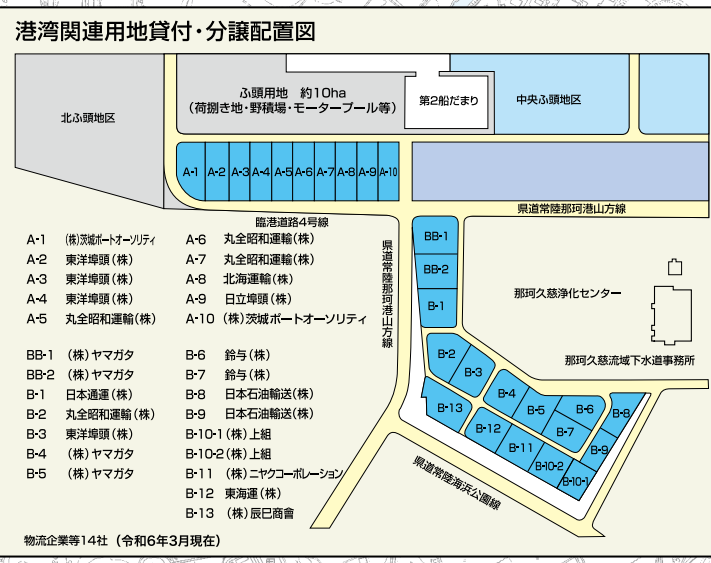 港湾関連用地貸付・分譲配置図
北ふ頭地区
ふ頭用地　約10ha
（荷捌き地・野積場・モータープール等）
第2船だまり
中央ふ頭地区
A-1
A-2
A-3
A-4
A-5
A-6
A-7
A-8
A-9
A-10
臨港道路4号線
県道常陸那珂港山方線
県道常陸那珂港山方線
BB-1
BB-2
B-1
B-2
B-3
B-4
B-5
B-6
B-7
B-8
B-9
B-10-1
B-10-2
B-11
B-12
B-13
那珂久慈浄化センター
那珂久慈流域下水道事務所
県道常陸海浜公園線
A-1　(株)茨城ポートオーソリティ
A-2　東洋埠頭（株）
A-3　東洋埠頭（株）
A-4　東洋埠頭（株）
A-5　丸全昭和運輸（株）
A-6　丸全昭和運輸（株）
A-7　丸全昭和運輸（株）
A-8　北海運輸（株）
A-9　日立埠頭（株）
A-10（株）茨城ポートオーソリティ
BB-1　（株）ヤマガタ
BB-2　（株）ヤマガタ
B-1　日本通運（株）
B-2　丸全昭和運輸（株）
B-3　東洋埠頭（株）
B-4　（株）ヤマガタ
B-5　（株）ヤマガタ
B-6　鈴与（株）
B-7　鈴与（株）
B-8　日本石油輸送（株）
B-9　日本石油輸送（株）
B-10-1（株）上組
B-10-2（株）上組
B-11　（株）ニヤクコーポレーション
B-12　東海運（株）
B-13　（株）辰巳商會
物流企業等14社（令和6年3月現在）